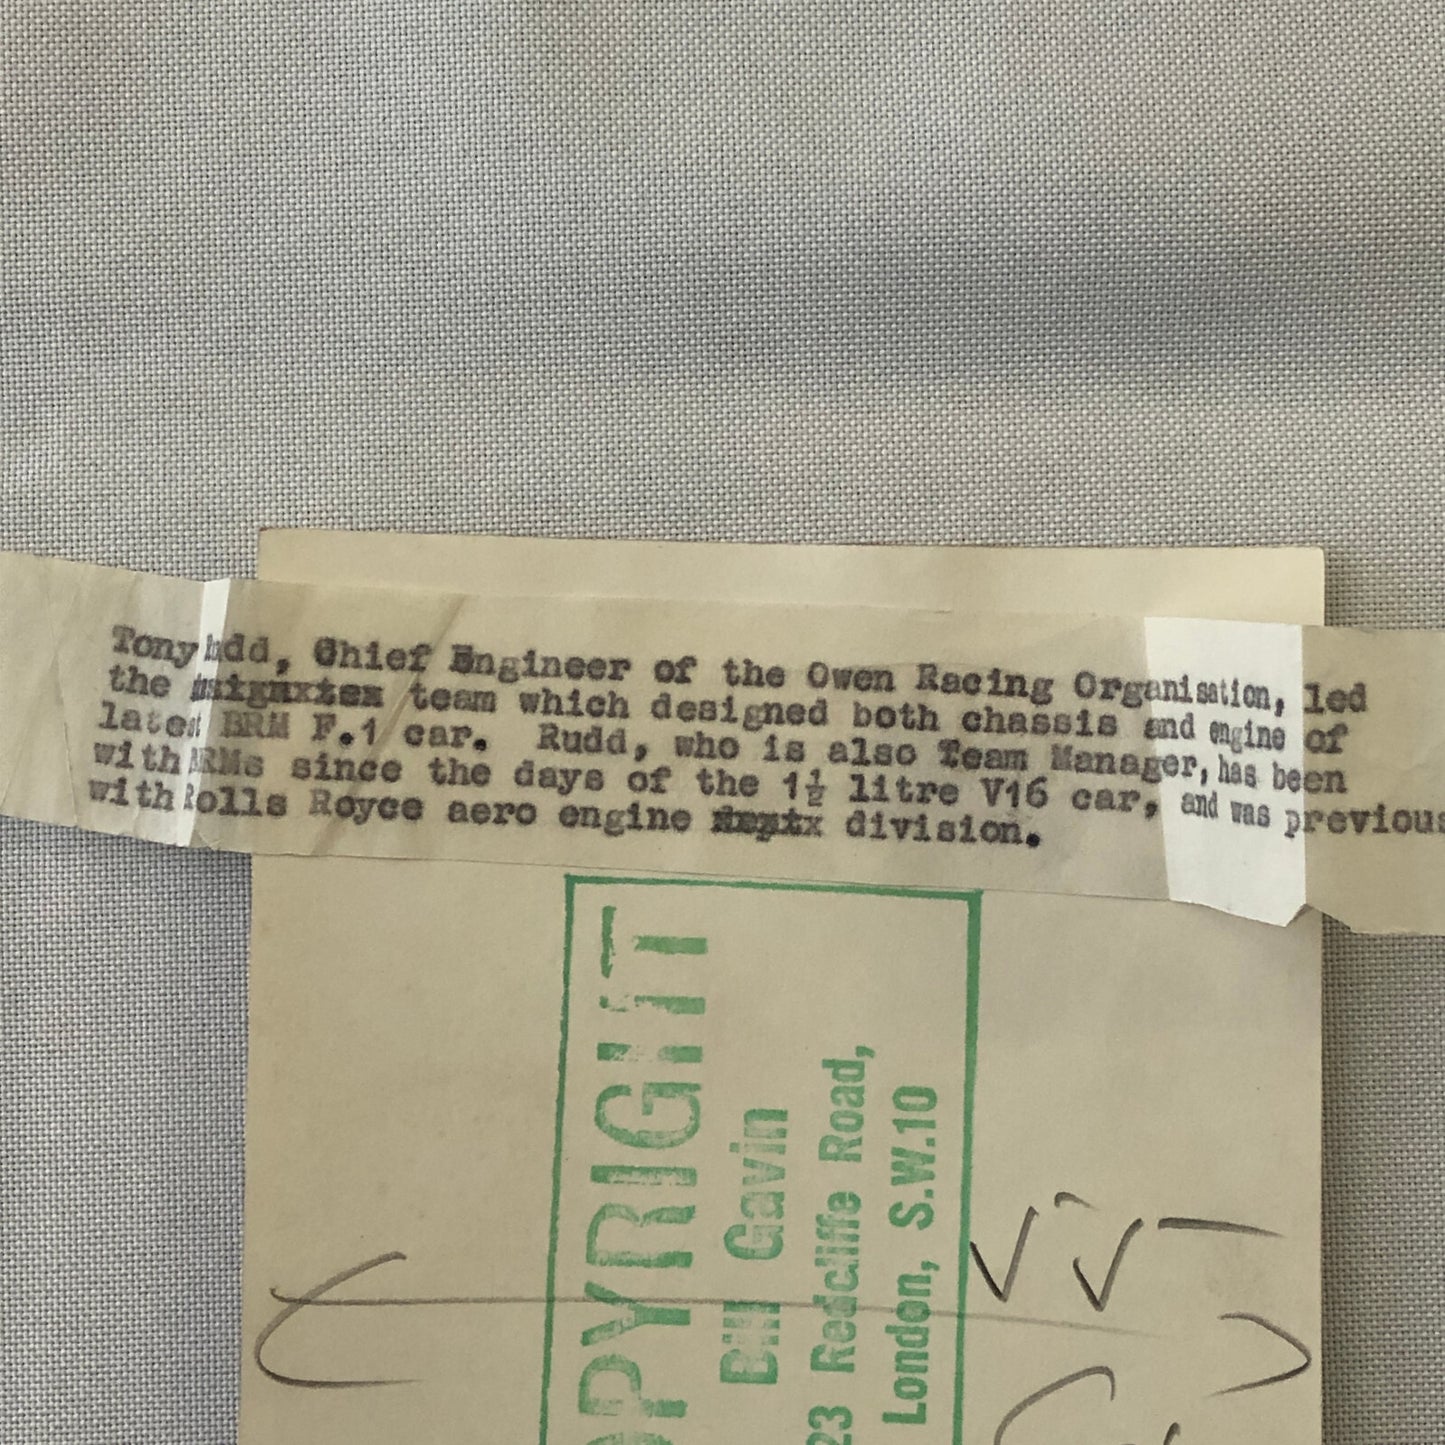 Tony Rudd, Chief Engineer of the Owen Racing Organisation, led
the team which designed both chassis and engine of
latest BRM F.1 car. Rudd, who is also Team Manager, has been
with BRMs since the days of the 1½ litre V16 car, and was previous
with Rolls Royce aero engine division.
OPYRIGHT
Bill Gavin
23 Redcliffe Road,
London, S.W.10